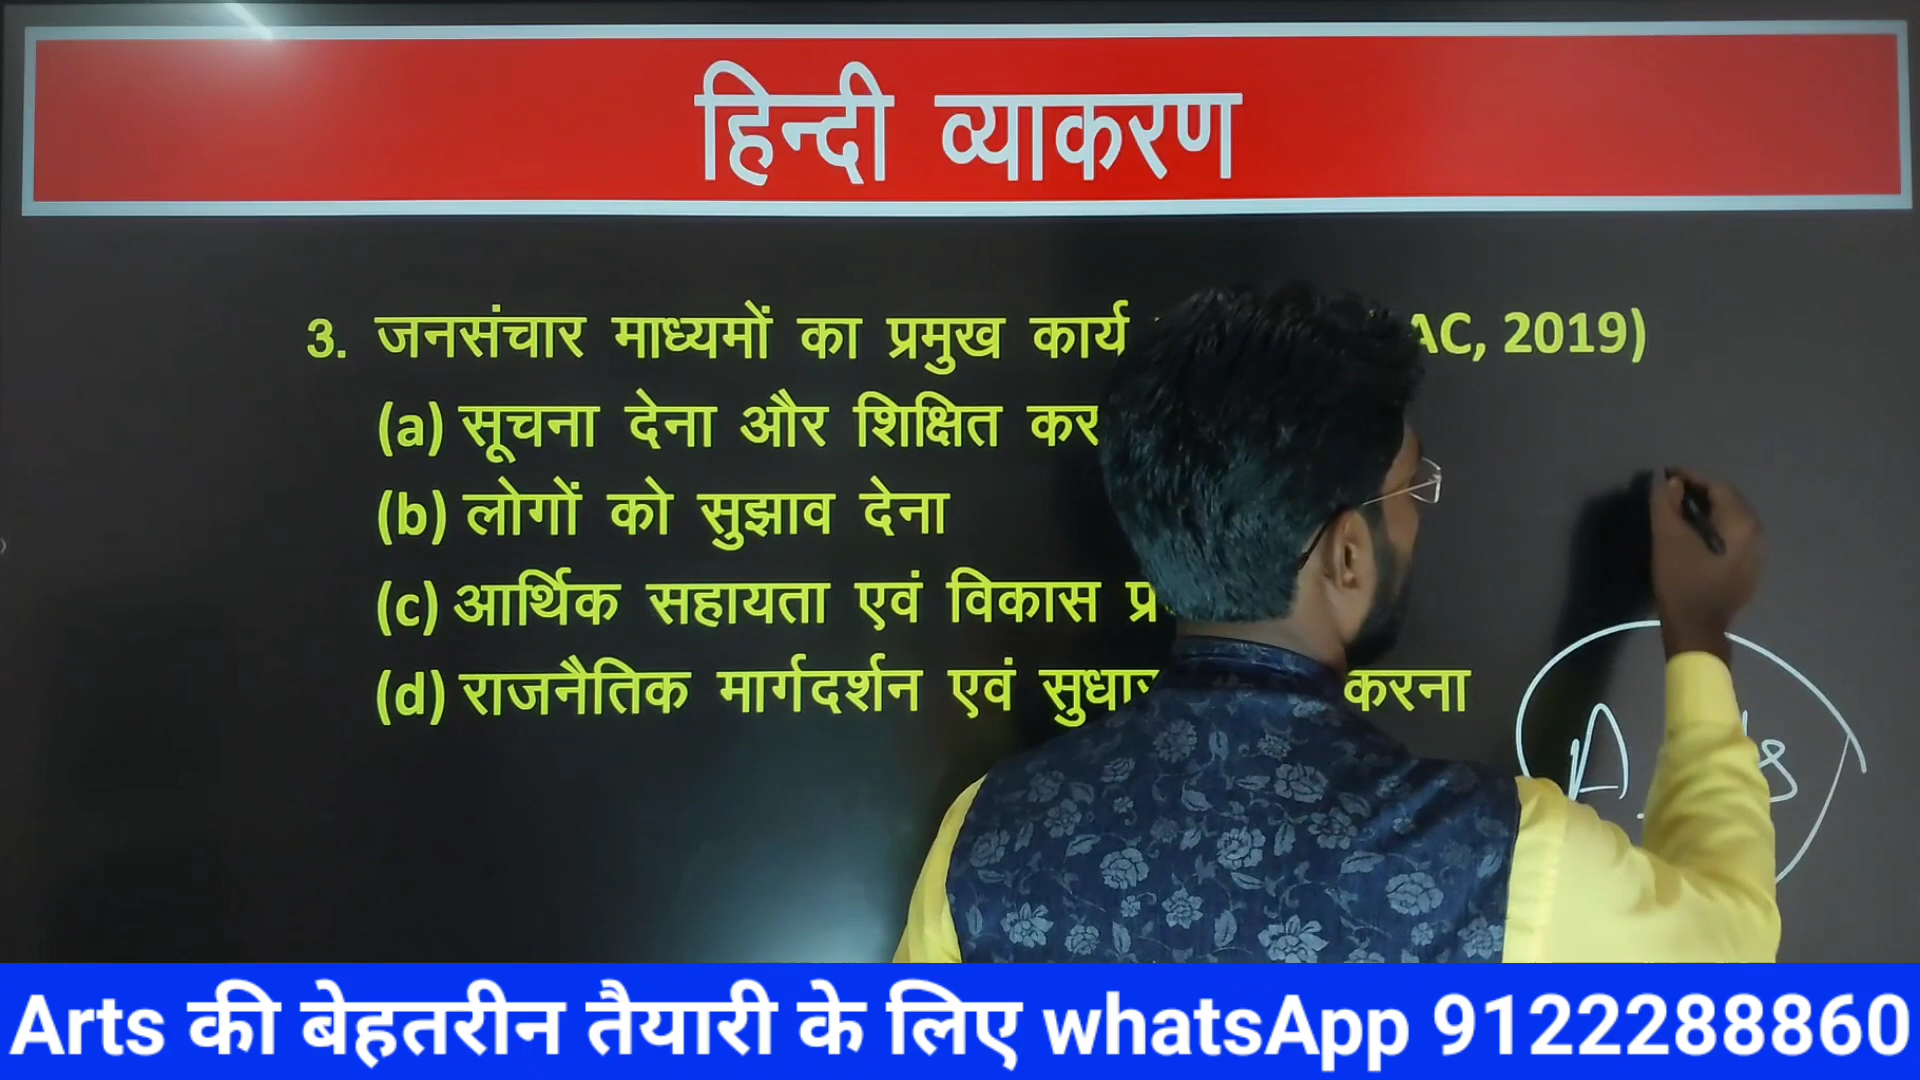 हिन्दी व्याकरण
3. जनसंचार माध्यमों का प्रमुख कार्य AC, 2019)
(a) सूचना देना और शिक्षित
(b) लोगों को सुझाव देना
(c) आर्थिक सहायता एवं विकास
(d) राजनैतिक मार्गदर्शन एवं करना
Arts की बेहतरीन तैयारी के लिए whatsApp 9122288860